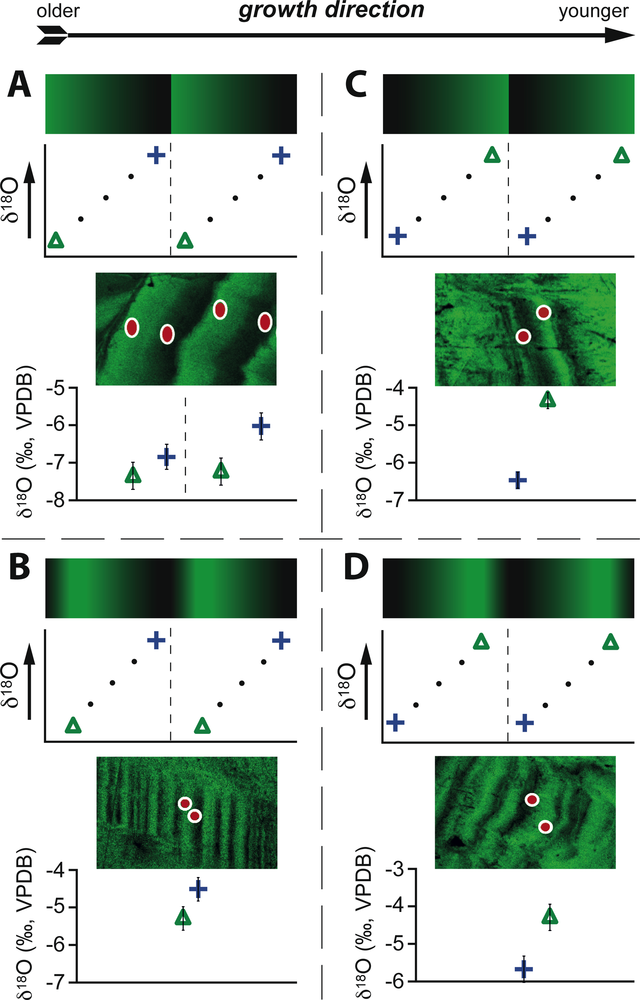 growth direction
older
younger
A
δ18O
δ18O (‰, VPDB)
-5
-6
-7
-8
C
δ18O
δ18O (‰, VPDB)
-4
-5
-6
-7
B
δ18O
δ18O (‰, VPDB)
-4
-5
-6
-7
D
δ18O
δ18O (‰, VPDB)
-3
-4
-5
-6